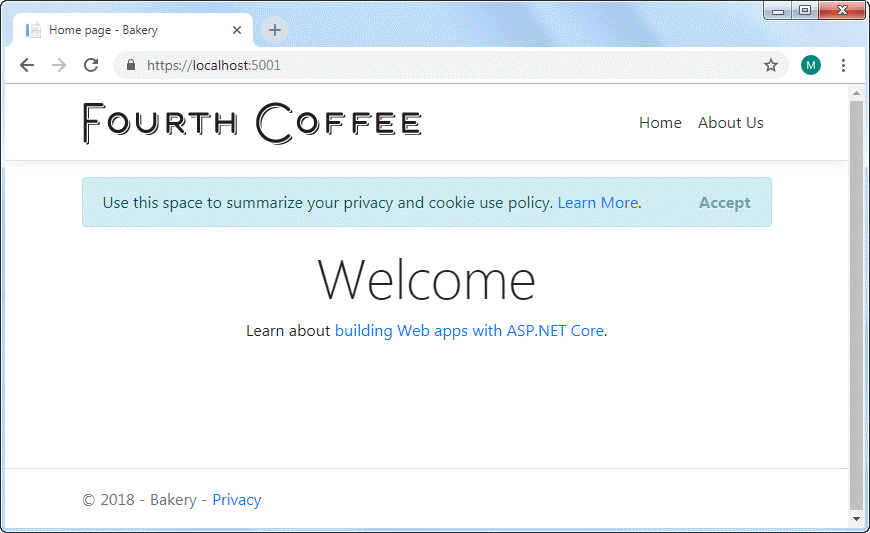 Home page - Bakery
https://localhost:5001
M
Fourth Coffee
Home About Us
Use this space to summarize your privacy and cookie use policy. Learn More. Accept
Welcome
Learn about building Web apps with ASP.NET Core.
© 2018 - Bakery - Privacy